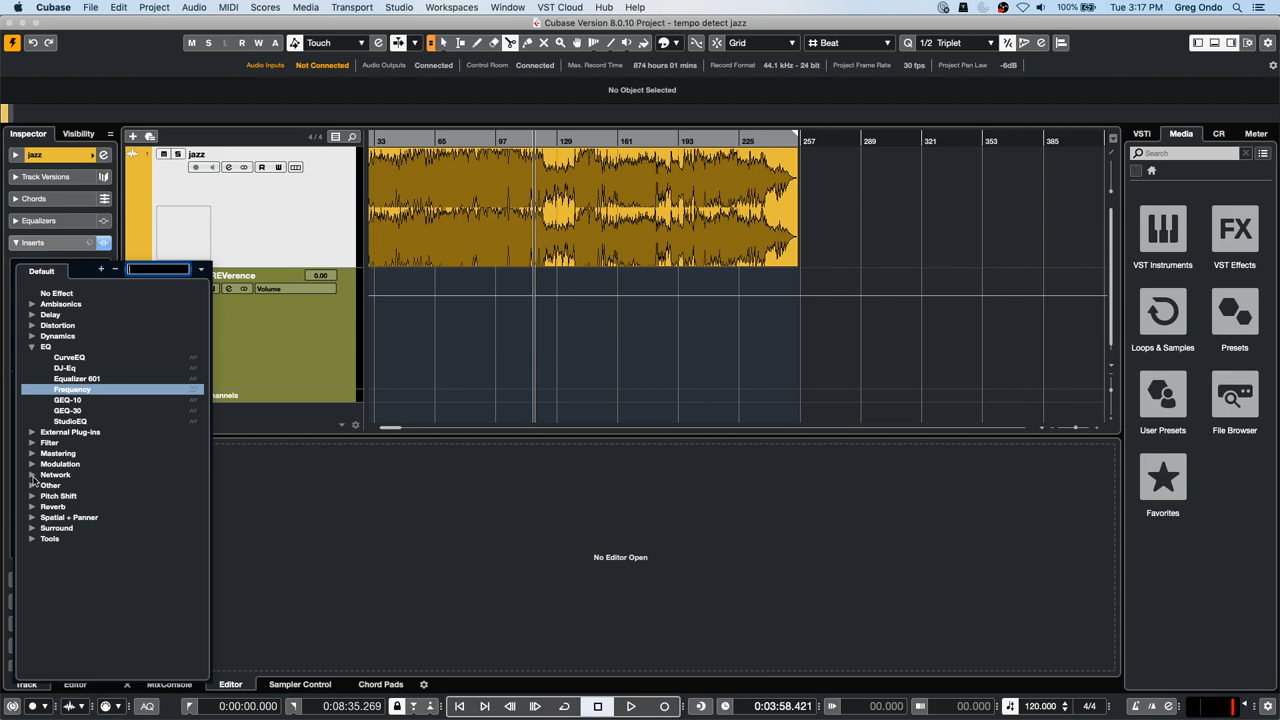 Cubase File Edit Project Audio MIDI Scores Media Transport Studio Workspaces Window VST Cloud Hub Help 100% Tue 3:17 PM Greg Ondo
Cubase Version 8.0.10 Project - tempo detect jazz
M S L R W A Touch Grid Beat Q 1/2 Triplet
Audio Inputs Not Connected Audio Outputs Connected Control Room Connected Max. Record Time 874 hours 01 mins Record Format 44.1 kHz - 24 bit Project Frame Rate 30 fps Project Pan Law -6dB
No Object Selected
Inspector Visibility 4/4 33 65 97 129 161 193 225 257 289 321 353 385 VSTi Media CR Meter
jazz 1 M S jazz Search
R W
Track Versions
Chords
Equalizers
Inserts
VST Instruments FX VST Effects
Default REVerence 0.00
Volume
No Effect
Ambisonics
Delay
Distortion
Dynamics
EQ
CurveEQ
DJ-Eq
Equalizer 601
Frequency
GEQ-10
GEQ-30
StudioEQ
External Plug-ins
Filter
Mastering
Modulation
Network
Other
Pitch Shift
Reverb
Spatial + Panner
Surround
Tools
hannels
Loops & Samples Presets
User Presets File Browser
Favorites
No Editor Open
Track Editor X MixConsole Editor Sampler Control Chord Pads
AQ 0:00:00.000 0:08:35.269 0:03:58.421 00.000 00.000 120.000 4/4